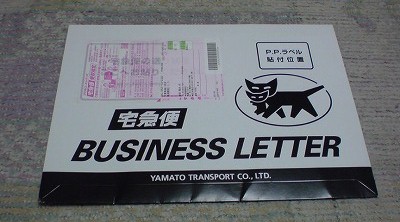 P.P.ラベル
貼付位置
宅急便
BUSINESS LETTER
YAMATO TRANSPORT CO., LTD.